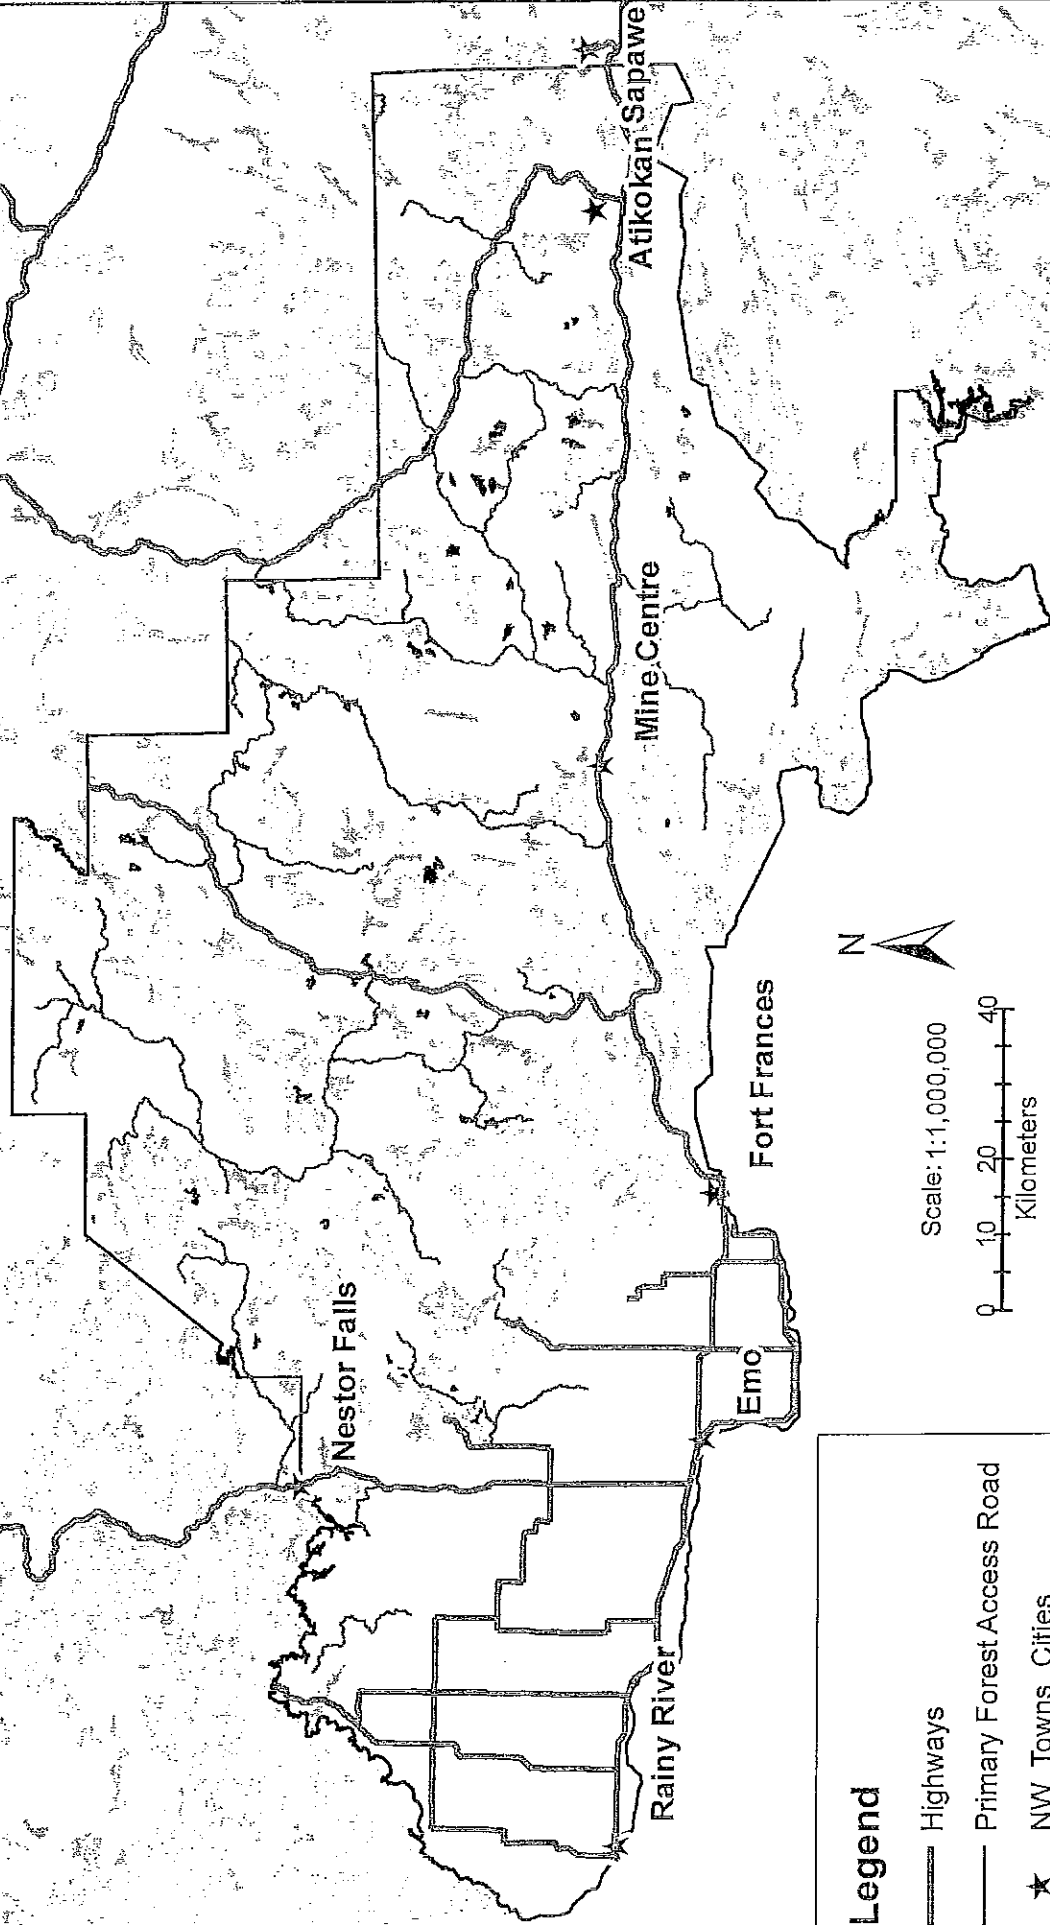 Nestor Falls
Atikokan Sapawe
Mine Centre
Rainy River
Emo
Fort Frances
N
Scale: 1:1,000,000
0 10 20 40
Kilometers
Legend
Highways
Primary Forest Access Road
NW Towns, Cities